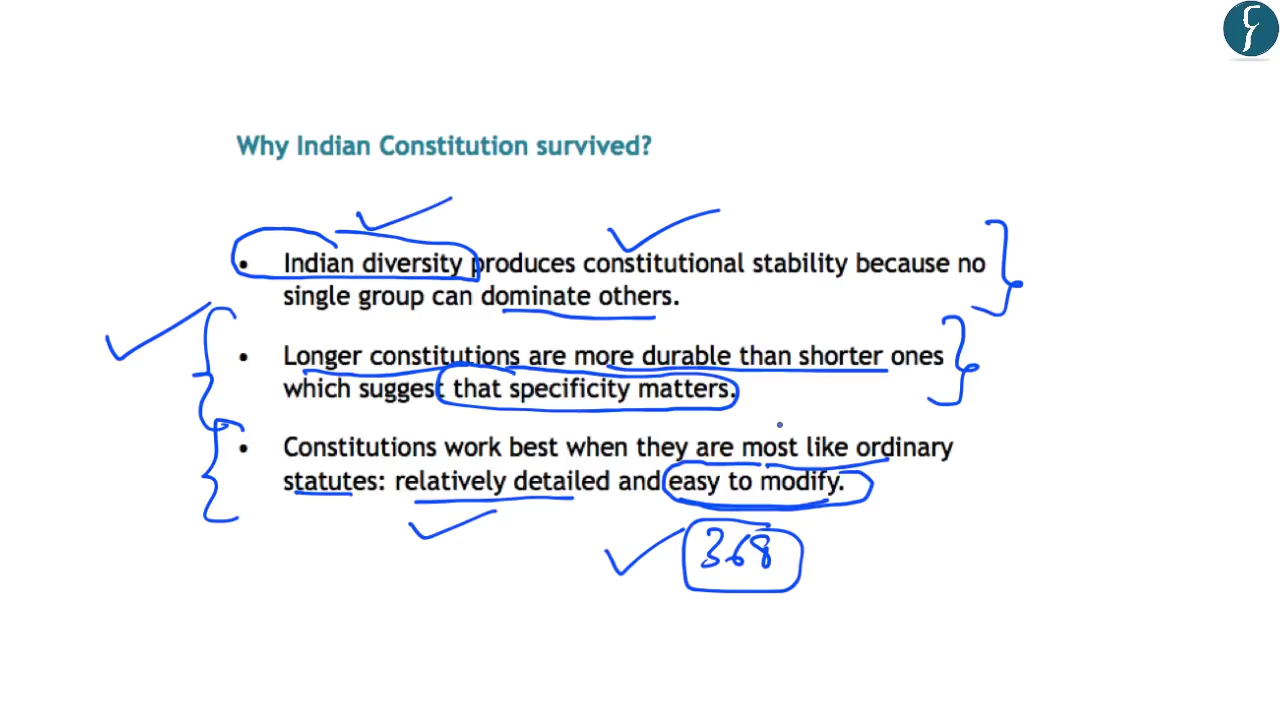 Why Indian Constitution survived?
• Indian diversity produces constitutional stability because no
single group can dominate others.
• Longer constitutions are more durable than shorter ones
which suggest that specificity matters.
• Constitutions work best when they are most like ordinary
statutes: relatively detailed and easy to modify.
368